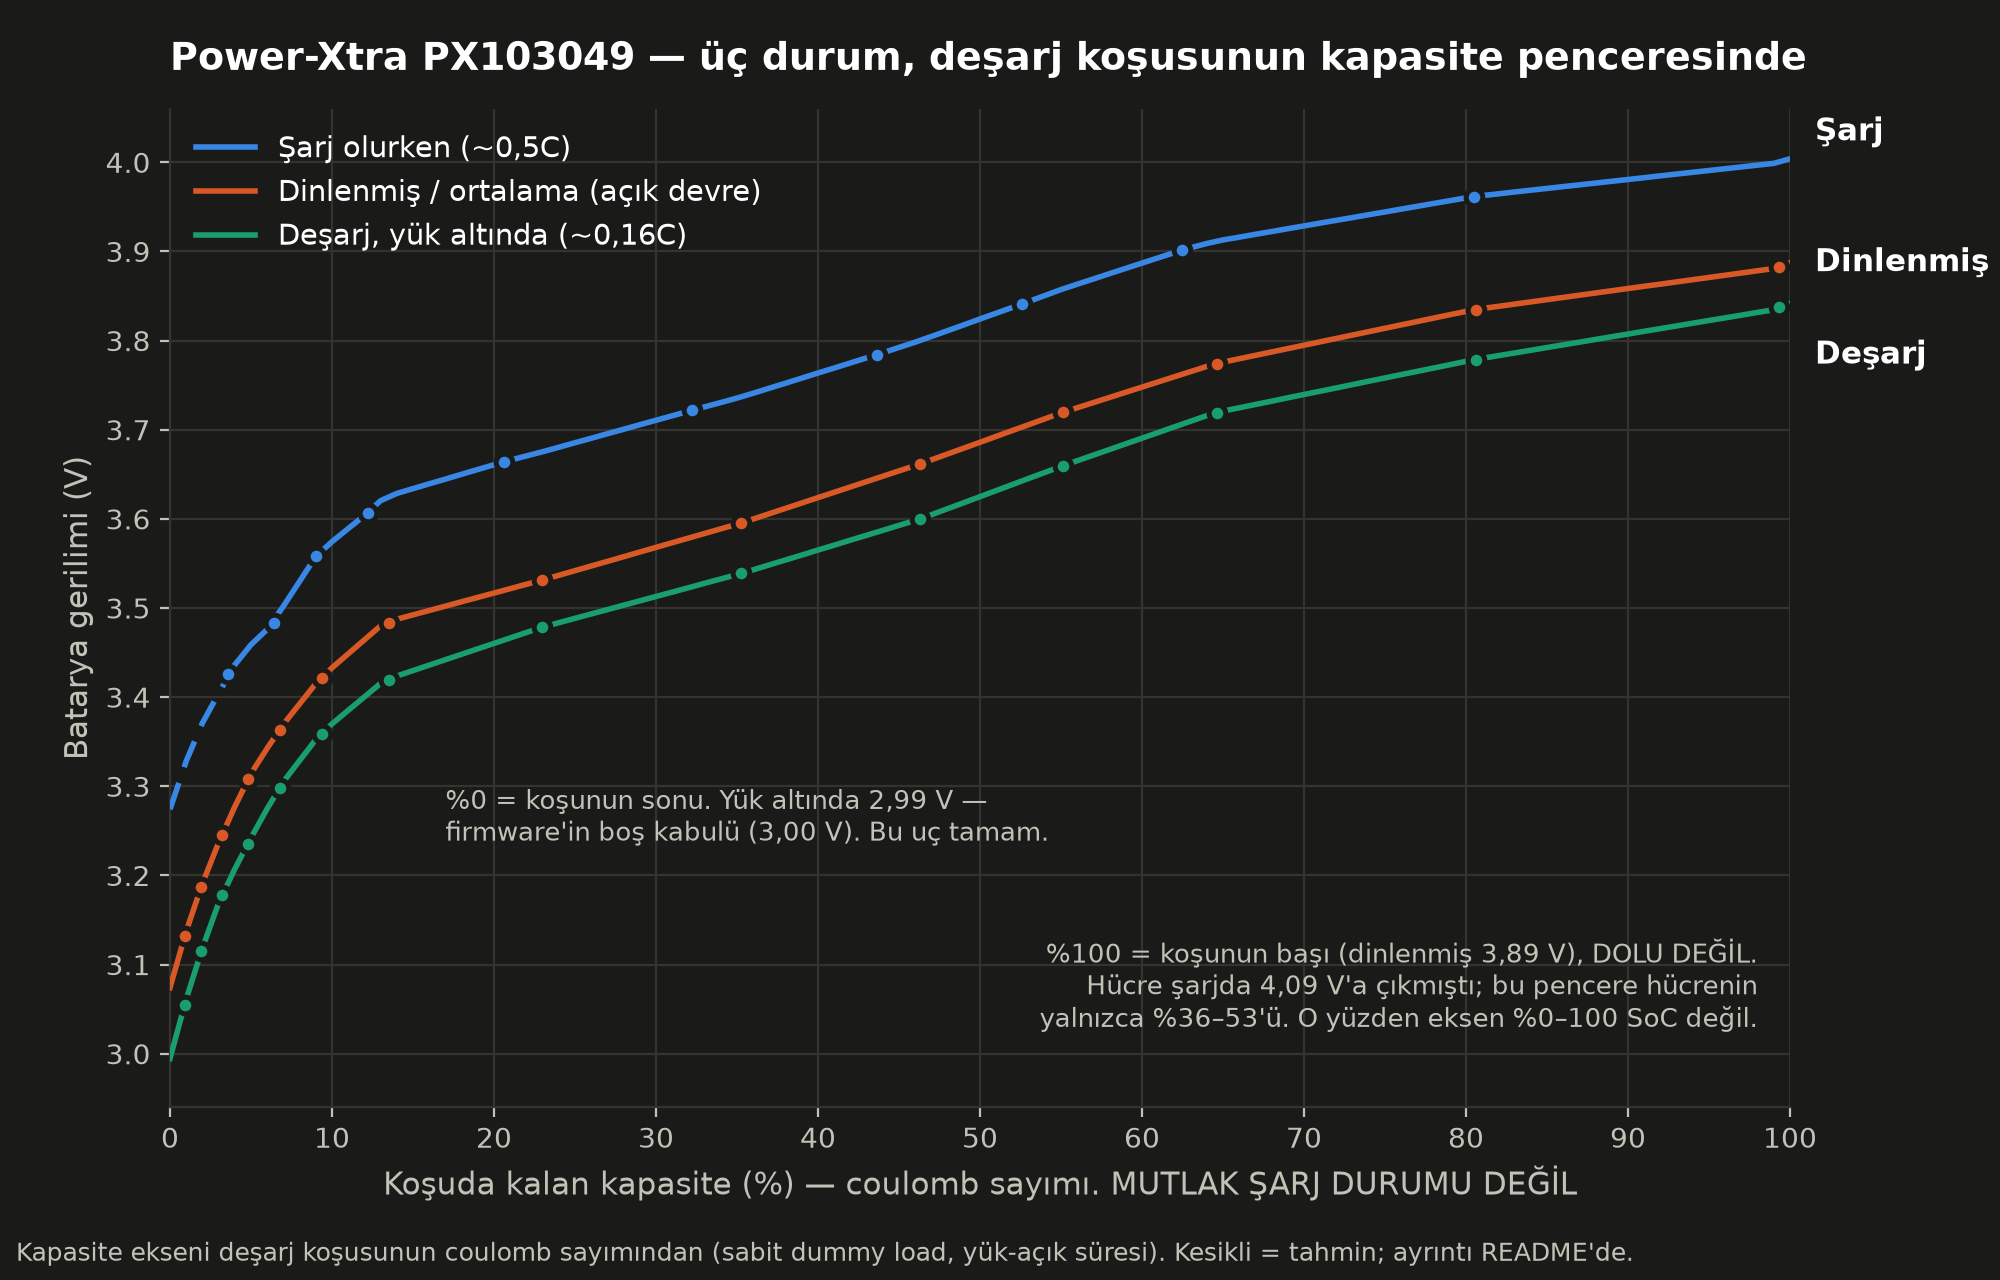 Power-Xtra PX103049 — üç durum, deşarj koşusunun kapasite penceresinde
Şarj olurken (~0,5C)
Dinlenmiş / ortalama (açık devre)
Deşarj, yük altında (~0,16C)
Şarj
Dinlenmiş
Deşarj
Batarya gerilimi (V)
4.0
3.9
3.8
3.7
3.6
3.5
3.4
3.3
3.2
3.1
3.0
%0 = koşunun sonu. Yük altında 2,99 V —
firmware'in boş kabulü (3,00 V). Bu uç tamam.
%100 = koşunun başı (dinlenmiş 3,89 V), DOLU DEĞİL.
Hücre şarjda 4,09 V'a çıkmıştı; bu pencere hücrenin
yalnızca %36–53'ü. O yüzden eksen %0–100 SoC değil.
0 10 20 30 40 50 60 70 80 90 100
Koşuda kalan kapasite (%) — coulomb sayımı. MUTLAK ŞARJ DURUMU DEĞİL
Kapasite ekseni deşarj koşusunun coulomb sayımından (sabit dummy load, yük-açık süresi). Kesikli = tahmin; ayrıntı README'de.